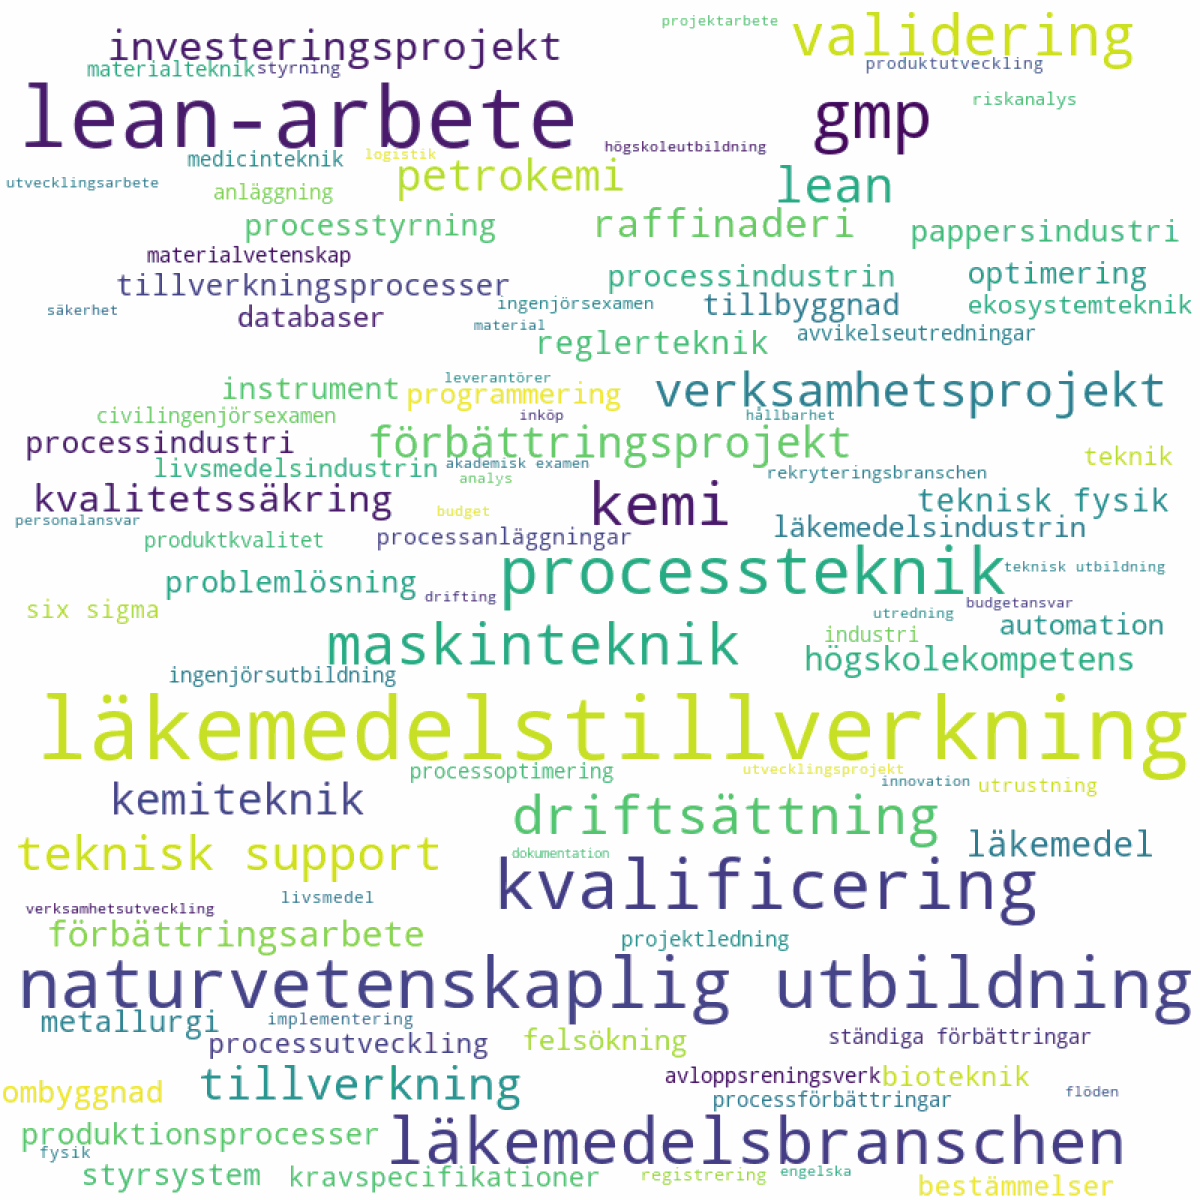 projektarbete
validering
investeringsprojekt
produktutveckling
materialteknik
styrning
riskanalys
lean-arbete
gmp
högskoleutbildning
logistik
medicinteknik
petrokemi
utvecklingsarbete
lean
anläggning
processtyrning
raffinaderi
pappersindustri
materialvetenskap
processindustrin
optimering
tillverkningsprocesser
ingenjörsexamen
tillbyggnad
ekosystemteknik
säkerhet
databaser
material
avvikelseutredningar
reglerteknik
leverantörer
instrument
programmering
verksamhetsprojekt
civilingenjörsexamen
inköp
hållbarhet
processindustri
förbättringsprojekt
teknik
livsmedelsindustrin
akademisk examen
rekryteringsbranschen
analys
kvalitetssäkring
kemi
teknisk fysik
budget
personalansvar
läkemedelsindustrin
produktkvalitet
processanläggningar
processteknik
teknisk utbildning
problemlösning
drifting
budgetansvar
six sigma
utredning
automation
maskinteknik
industri
högskolekompetens
ingenjörsutbildning
läkemedelstillverkning
processoptimering
utvecklingsprojekt
innovation
utrustning
kemiteknik
driftsättning
läkemedel
teknisk support
dokumentation
kvalificering
livsmedel
verksamhetsutveckling
förbättringsarbete
projektledning
naturvetenskaplig utbildning
metallurgi
implementering
processutveckling
felsökning
ständiga förbättringar
ombyggnad
tillverkning
avloppsreningsverk
bioteknik
flöden
processförbättringar
produktionsprocesser
läkemedelsbranschen
fysik
styrsystem
kravspecifikationer
registrering
engelska
bestämmelser